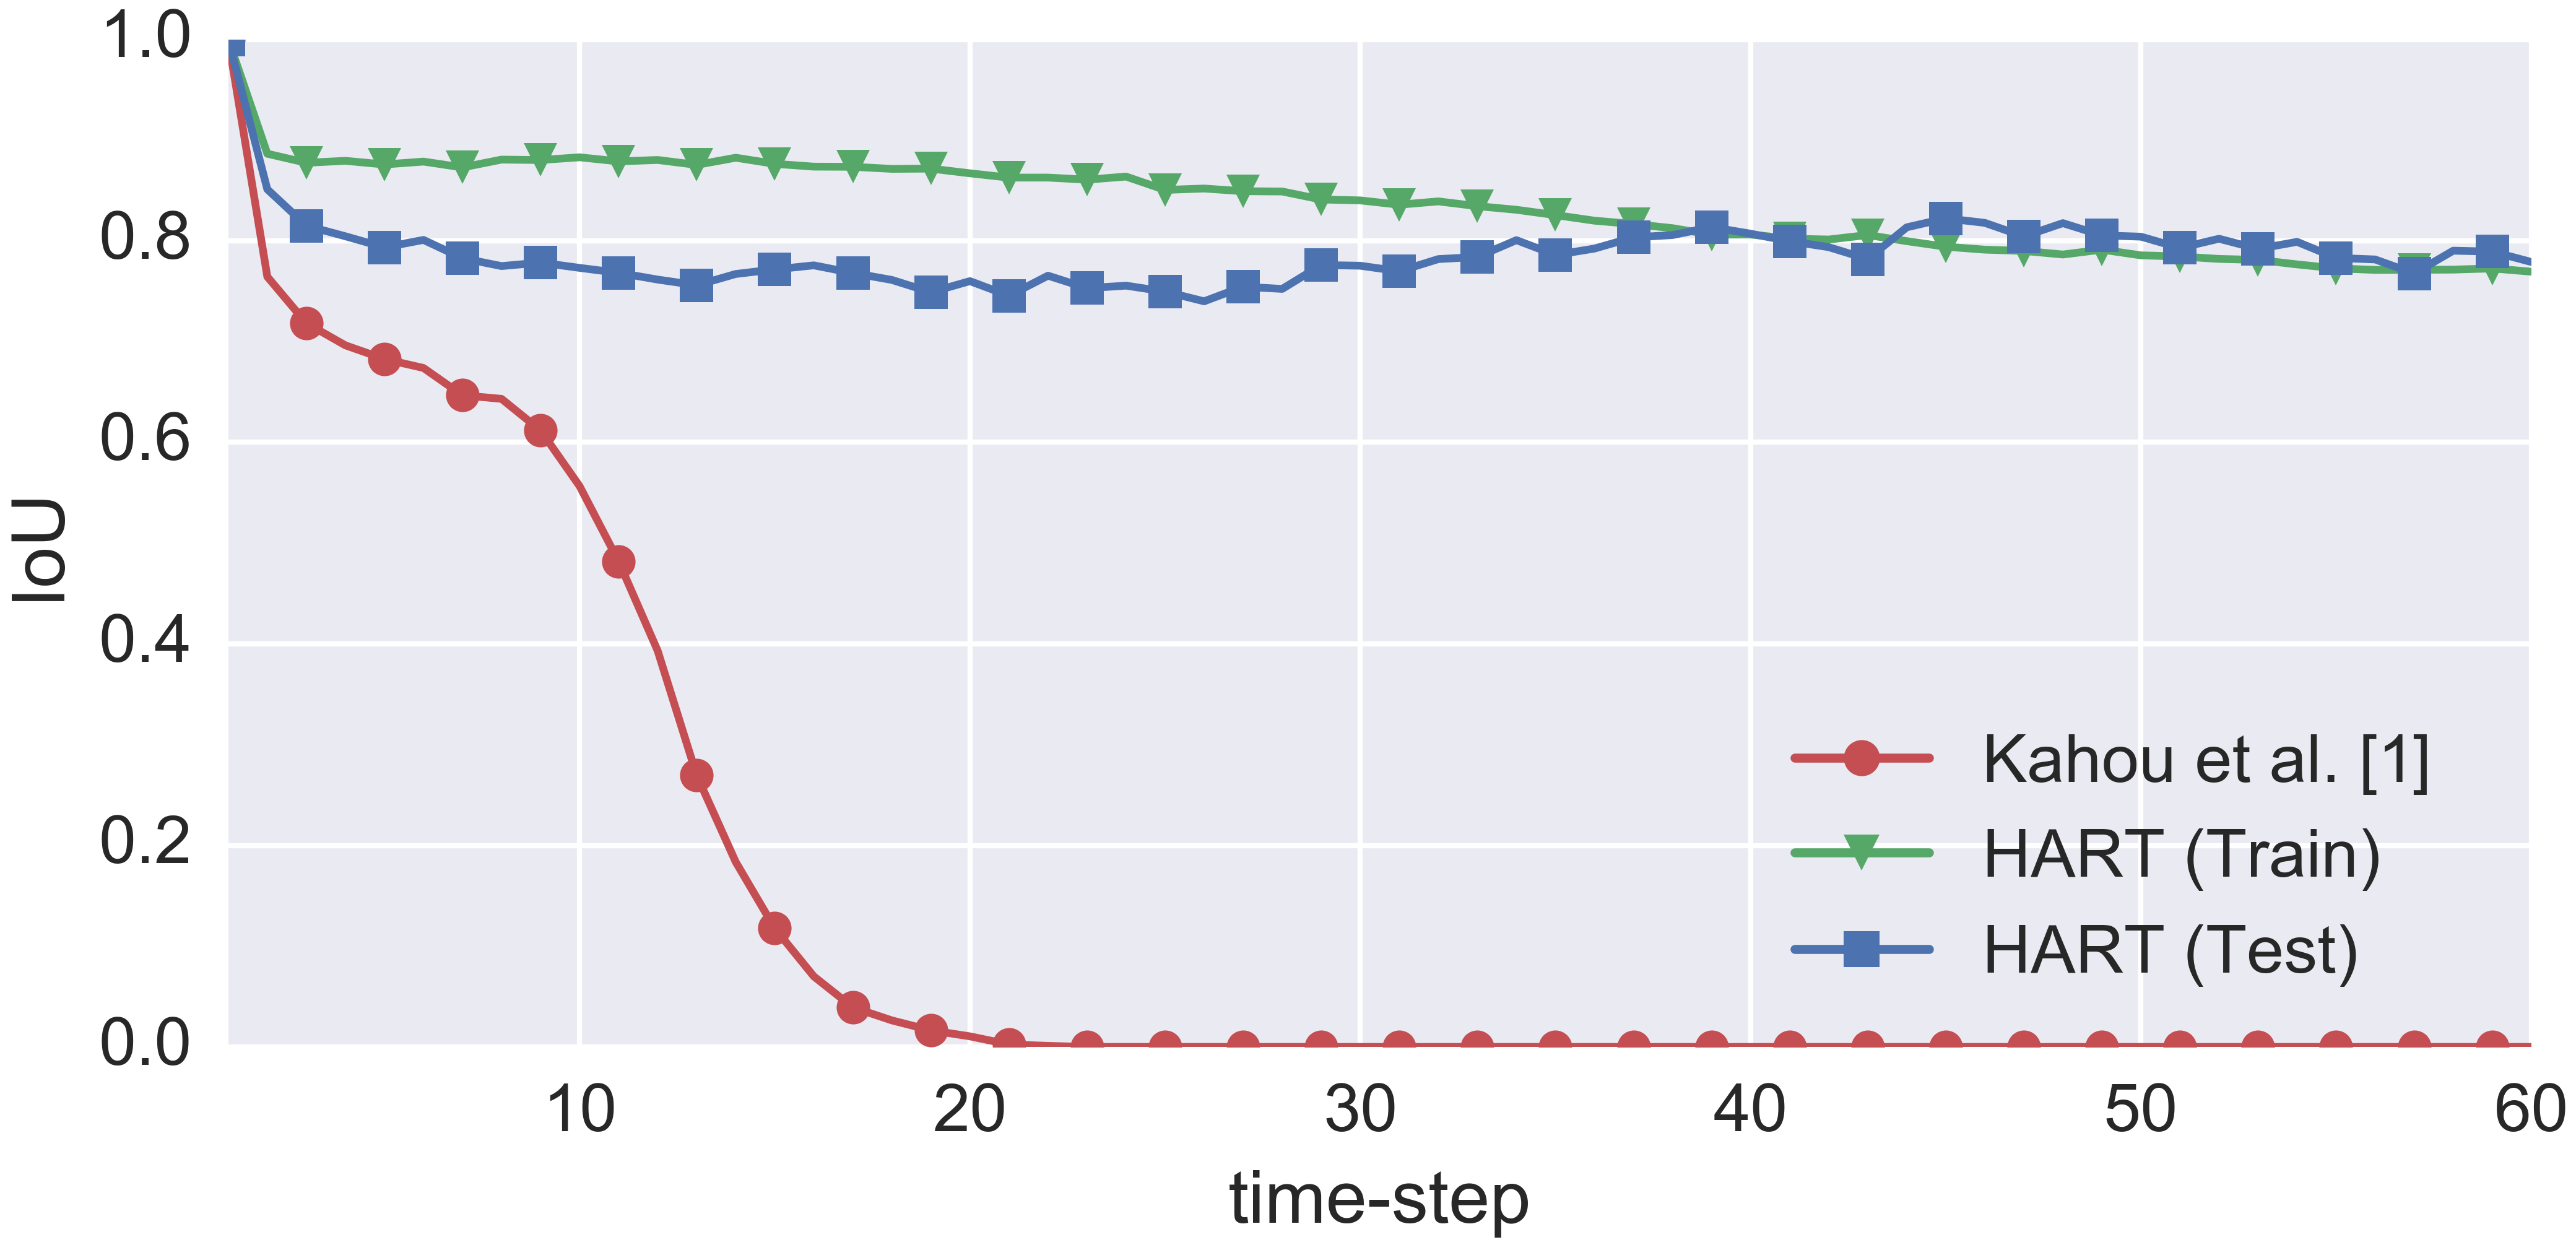 1.0
0.8
0.6
0.4
0.2
0.0
IoU
10 20 30 40 50 60
time-step
Kahou et al. [1]
HART (Train)
HART (Test)